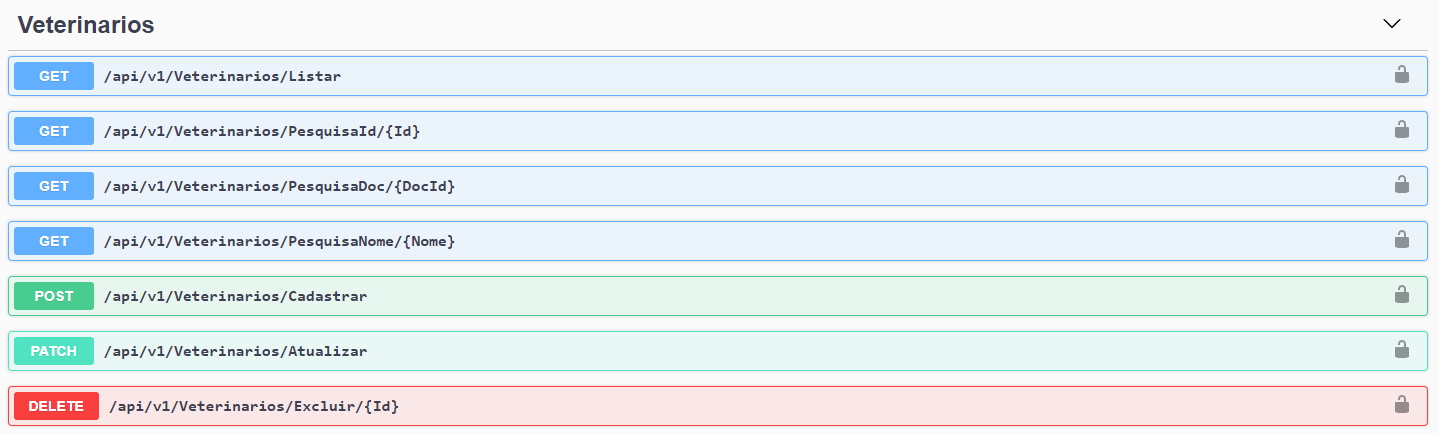 Veterinarios
GET /api/v1/Veterinarios/Listar
GET /api/v1/Veterinarios/PesquisaId/{Id}
GET /api/v1/Veterinarios/PesquisaDoc/{DocId}
GET /api/v1/Veterinarios/PesquisaNome/{Nome}
POST /api/v1/Veterinarios/Cadastrar
PATCH /api/v1/Veterinarios/Atualizar
DELETE /api/v1/Veterinarios/Excluir/{Id}